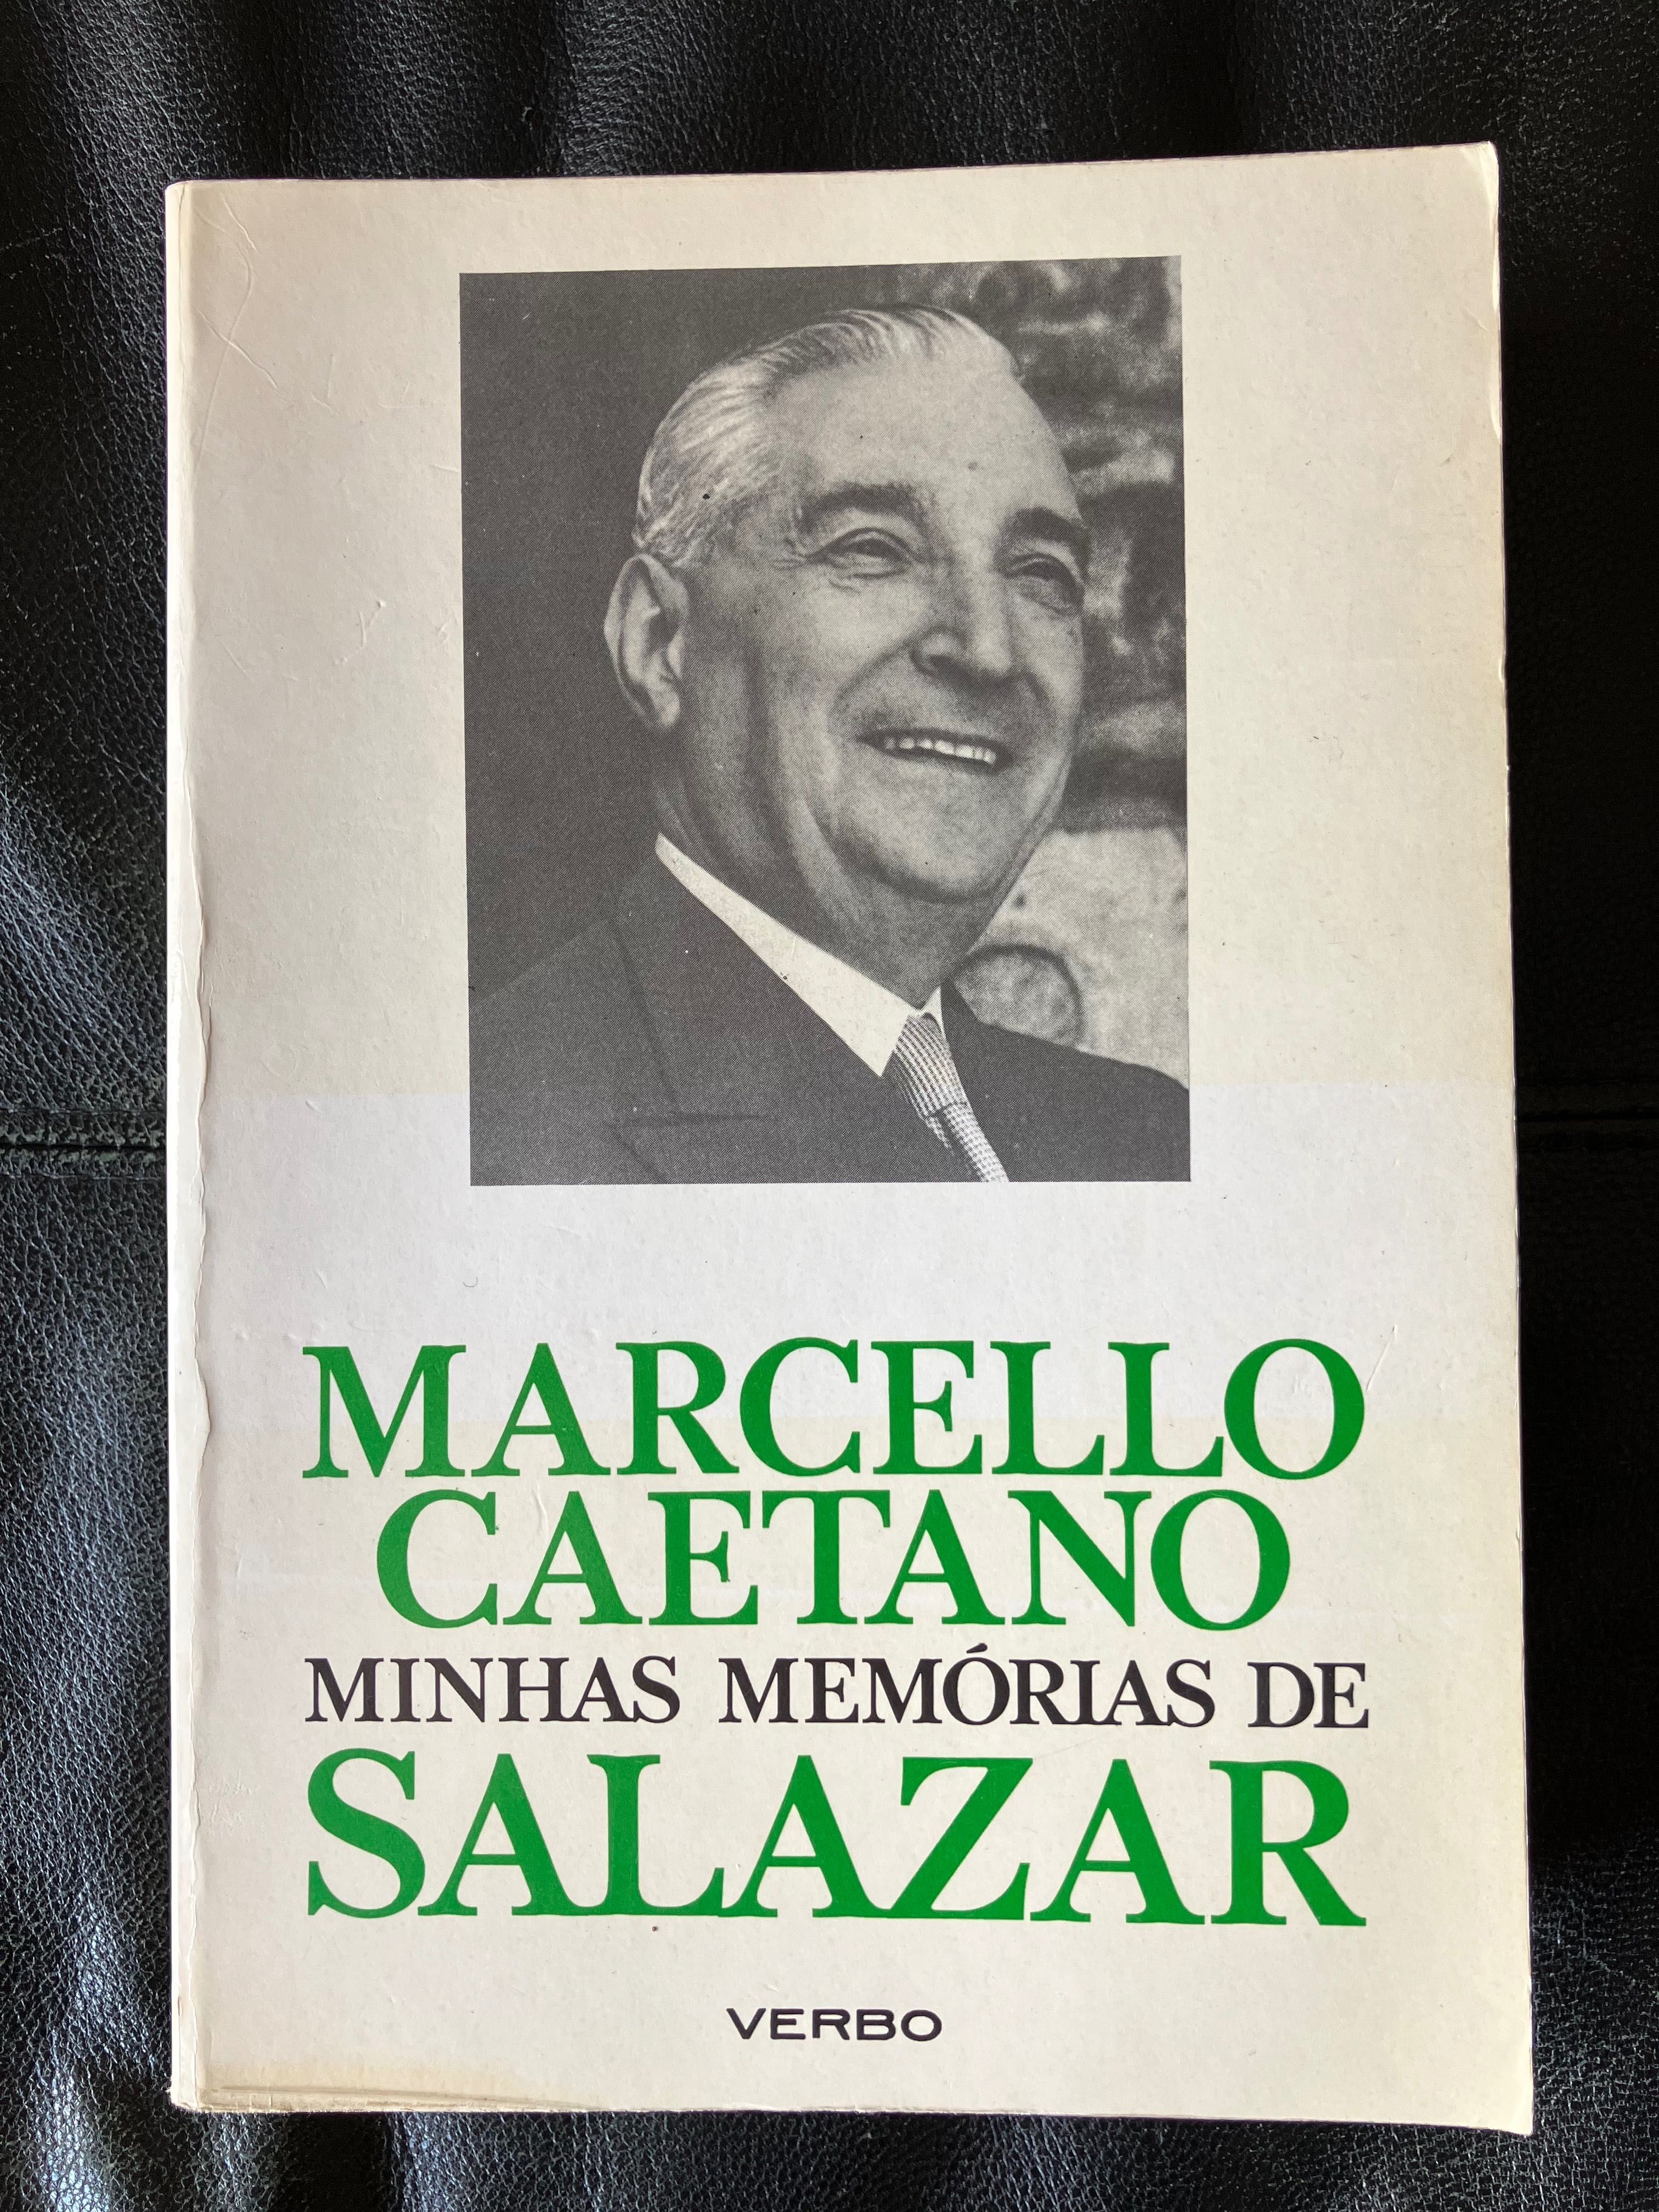 MARCELLO
CAETANO
MINHAS MEMÓRIAS DE
SALAZAR
VERBO